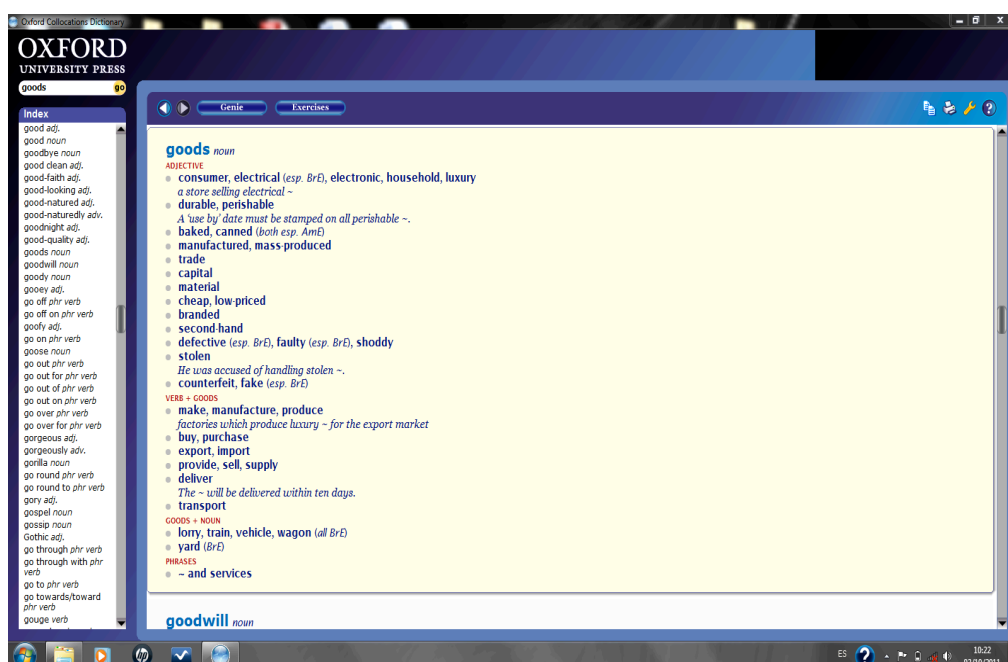 Oxford Collocations Dictionary
OXFORD
UNIVERSITY PRESS
goods go
Index
good adj.
good noun
goodbye noun
good clean adj.
good-faith adj.
good-looking adj.
good-natured adj.
good-naturedly adv.
goodnight adj.
good-quality adj.
goods noun
goodwill noun
goody noun
gooey adj.
go off phr verb
go off on phr verb
goofy adj.
go on phr verb
goose noun
go out phr verb
go out for phr verb
go out of phr verb
go out on phr verb
go over phr verb
go over for phr verb
gorgeous adj.
gorgeously adv.
gorilla noun
go round phr verb
go round to phr verb
gory adj.
gospel noun
gossip noun
Gothic adj.
go through phr verb
go through with phr
verb
go to phr verb
go towards/toward
phr verb
gouge verb
Genie Exercises
goods noun
ADJECTIVE
consumer, electrical (esp. BrE), electronic, household, luxury
a store selling electrical ~
durable, perishable
A ‘use by’ date must be stamped on all perishable ~.
baked, canned (both esp. AmE)
manufactured, mass-produced
trade
capital
material
cheap, low-priced
branded
second-hand
defective (esp. BrE), faulty (esp. BrE), shoddy
stolen
He was accused of handling stolen ~.
counterfeit, fake (esp. BrE)
VERB + GOODS
make, manufacture, produce
factories which produce luxury ~ for the export market
buy, purchase
export, import
provide, sell, supply
deliver
The ~ will be delivered within ten days.
transport
GOODS + NOUN
lorry, train, vehicle, wagon (all BrE)
yard (BrE)
PHRASES
~ and services
goodwill noun
ES
10:22